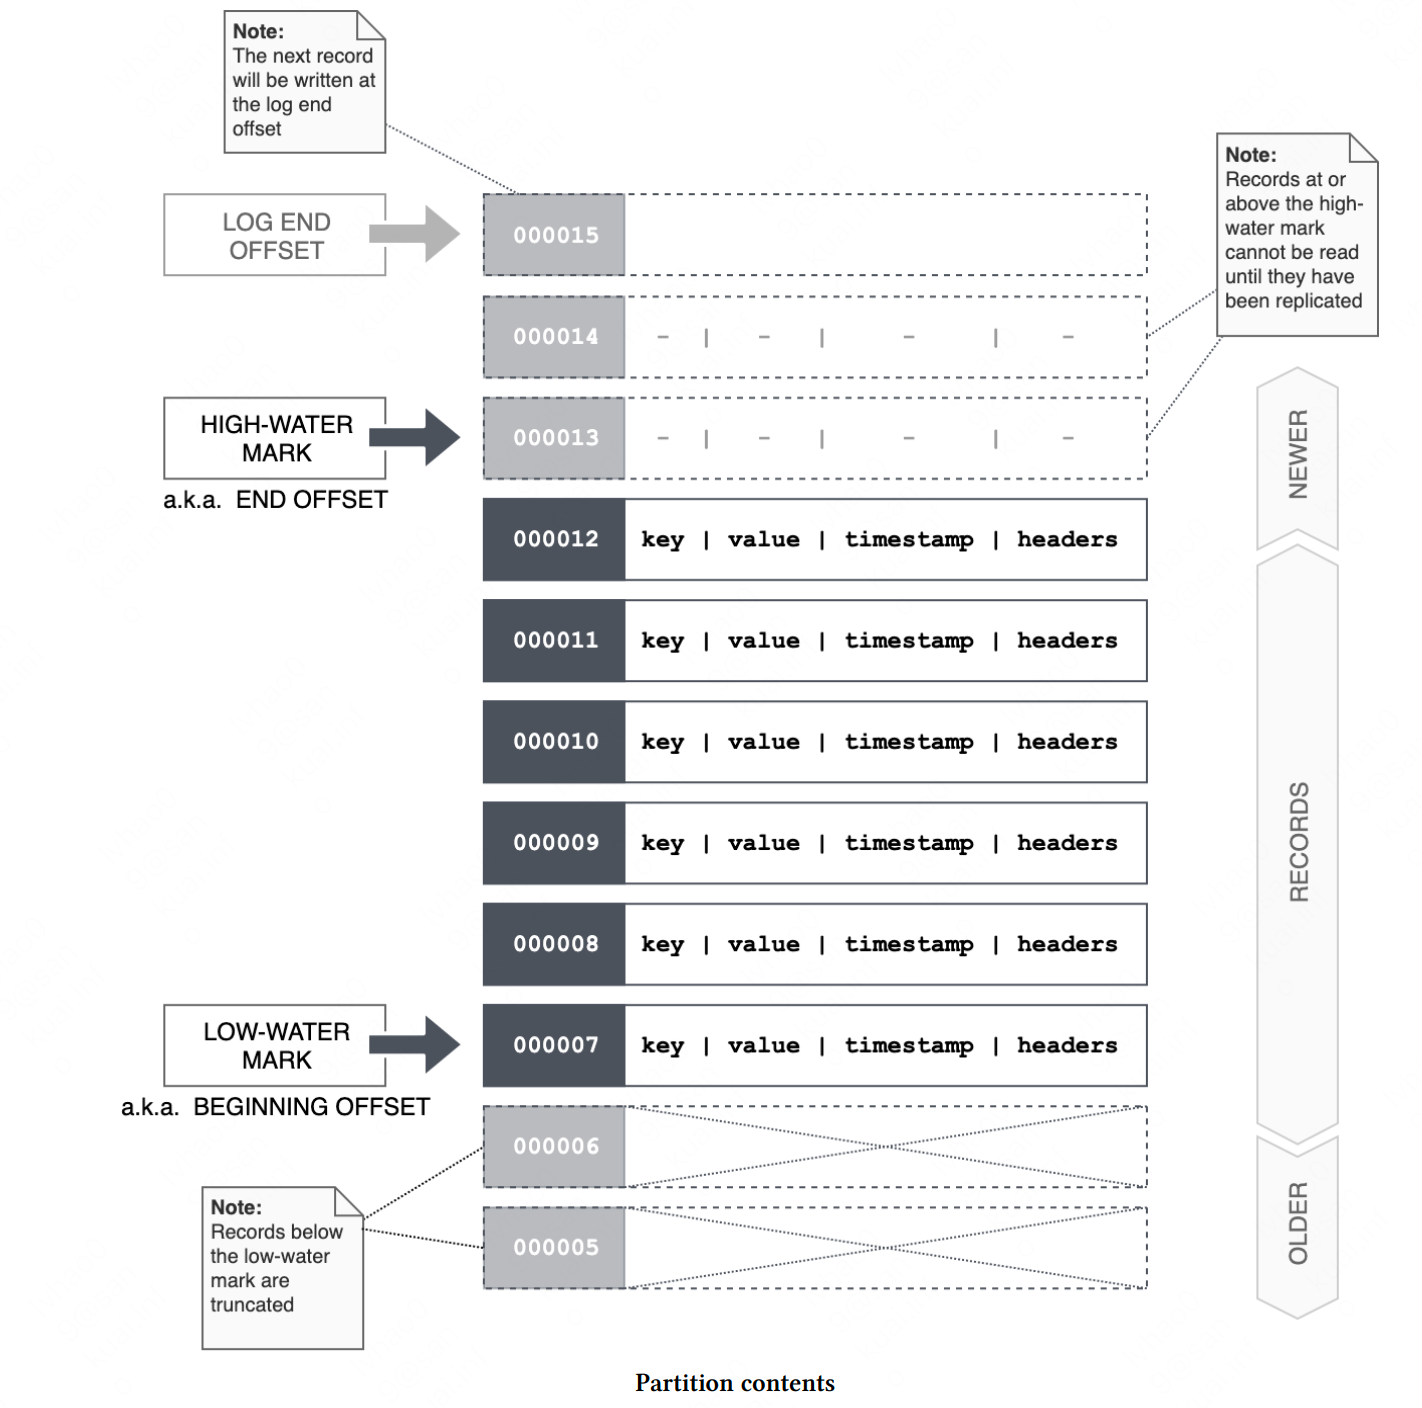 Note:
The next record
will be written at
the log end
offset
Note:
Records at or
above the high-
water mark
cannot be read
until they have
been replicated
LOG END
OFFSET
000015
000014 - | - | - | -
HIGH-WATER
MARK
a.k.a. END OFFSET
000013 - | - | - | -
NEWER
000012 key | value | timestamp | headers
000011 key | value | timestamp | headers
000010 key | value | timestamp | headers
000009 key | value | timestamp | headers
RECORDS
000008 key | value | timestamp | headers
LOW-WATER
MARK
a.k.a. BEGINNING OFFSET
000007 key | value | timestamp | headers
000006
000005
OLDER
Note:
Records below
the low-water
mark are
truncated
Partition contents